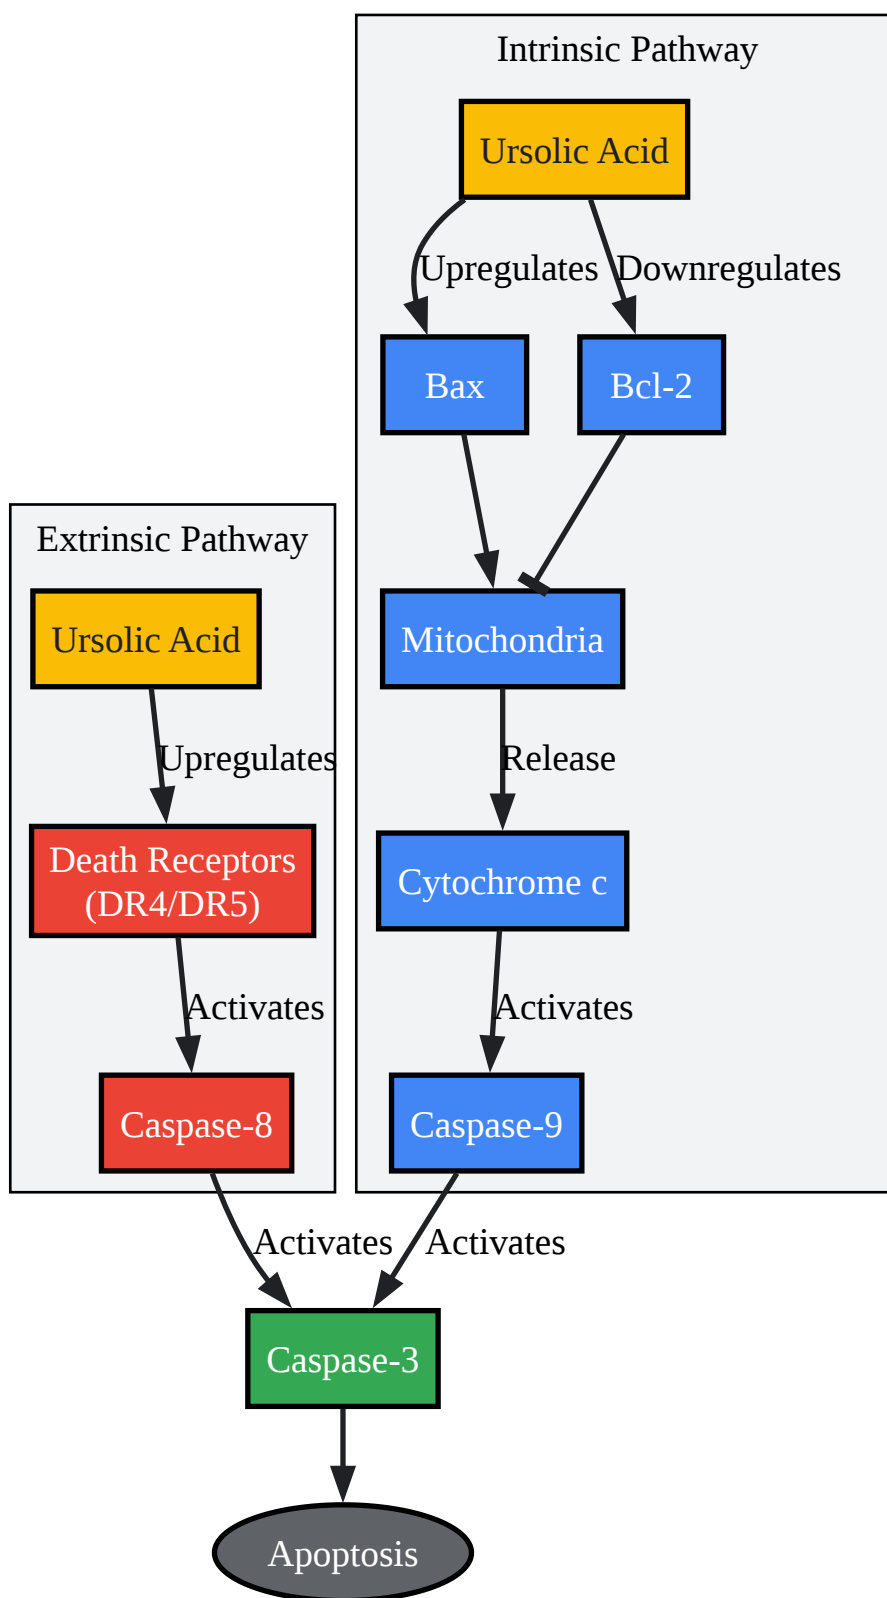 Intrinsic Pathway
Ursolic Acid
Upregulates
Downregulates
Bax
Bcl-2
Extrinsic Pathway
Ursolic Acid
Mitochondria
Upregulates
Release
Death Receptors
(DR4/DR5)
Cytochrome c
Activates
Activates
Caspase-8
Caspase-9
Activates
Activates
Caspase-3
Apoptosis